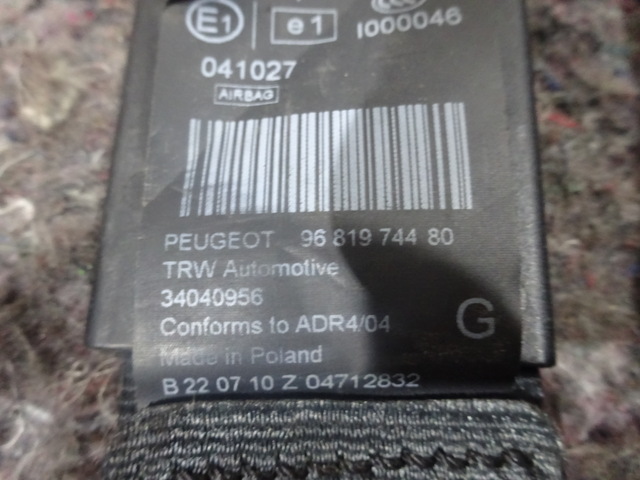 E1 e1 I000046
041027
AIRBAG
PEUGEOT 96 819 744 80
TRW Automotive
34040956
Conforms to ADR4/04
G
Made in Poland
B 22 07 10 Z 04712832